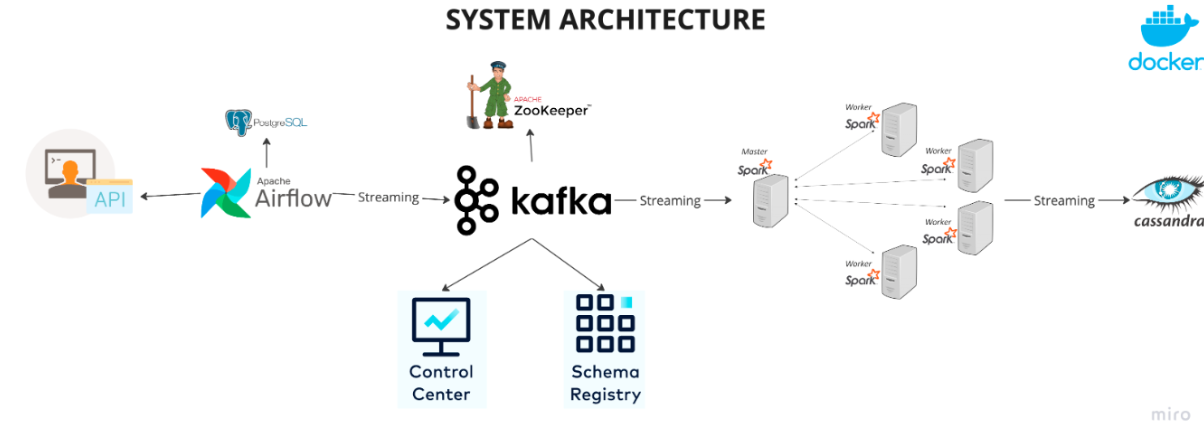 SYSTEM ARCHITECTURE
docker
APACHE
ZooKeeper™
PostgreSQL
>-
API
Apache
Airflow
Streaming
kafka
Streaming
Master
Spark
Worker
Spark
Worker
Spark
Worker
Spark
Worker
Spark
Streaming
cassandra
Control
Center
Schema
Registry
miro